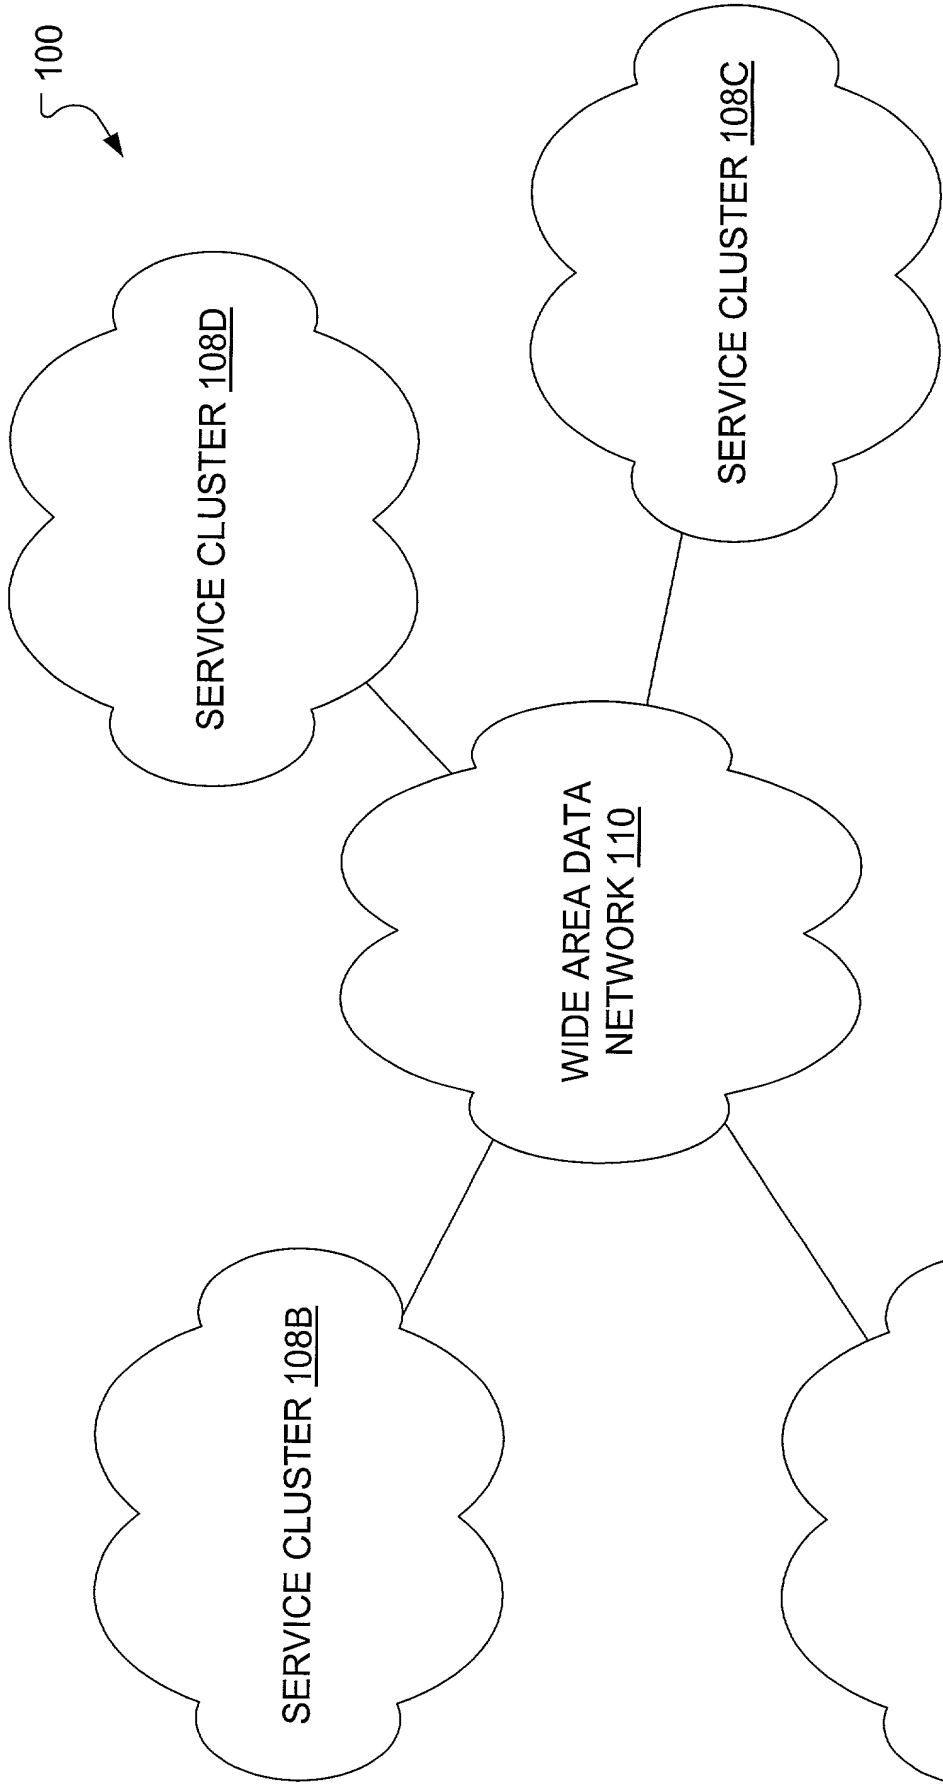 100
SERVICE CLUSTER 108B
SERVICE CLUSTER 108D
WIDE AREA DATA
NETWORK 110
SERVICE CLUSTER 108C